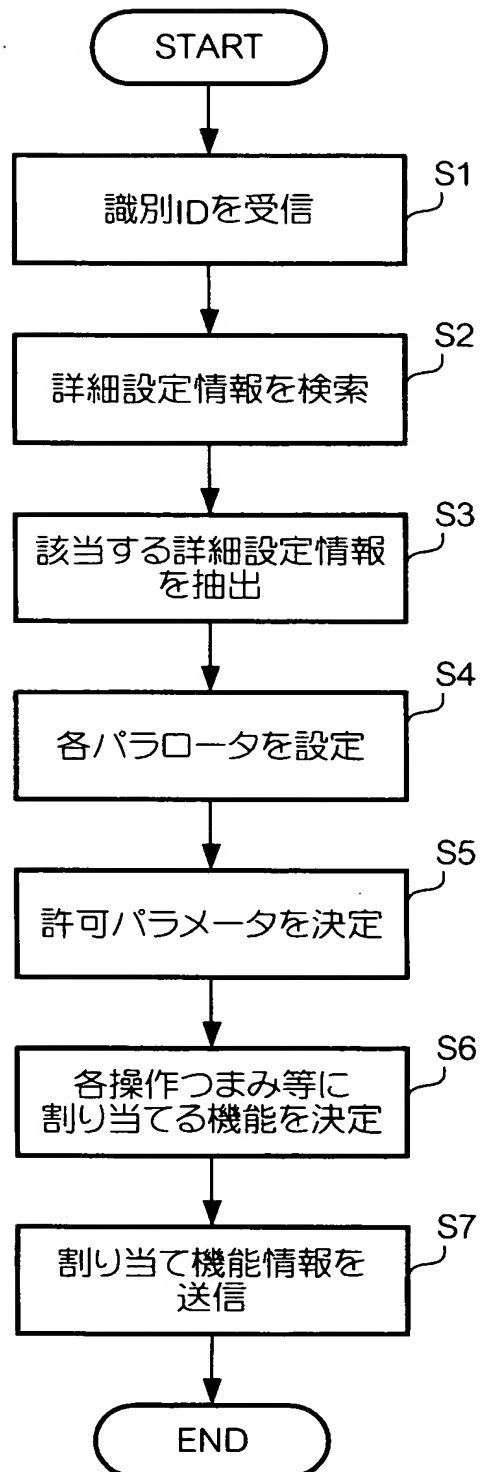 START
識別IDを受信
S1
詳細設定情報を検索
S2
該当する詳細設定情報
を抽出
S3
各パラロータを設定
S4
許可パラメータを決定
S5
各操作つまみ等に
割り当てる機能を決定
S6
割り当て機能情報を
送信
S7
END